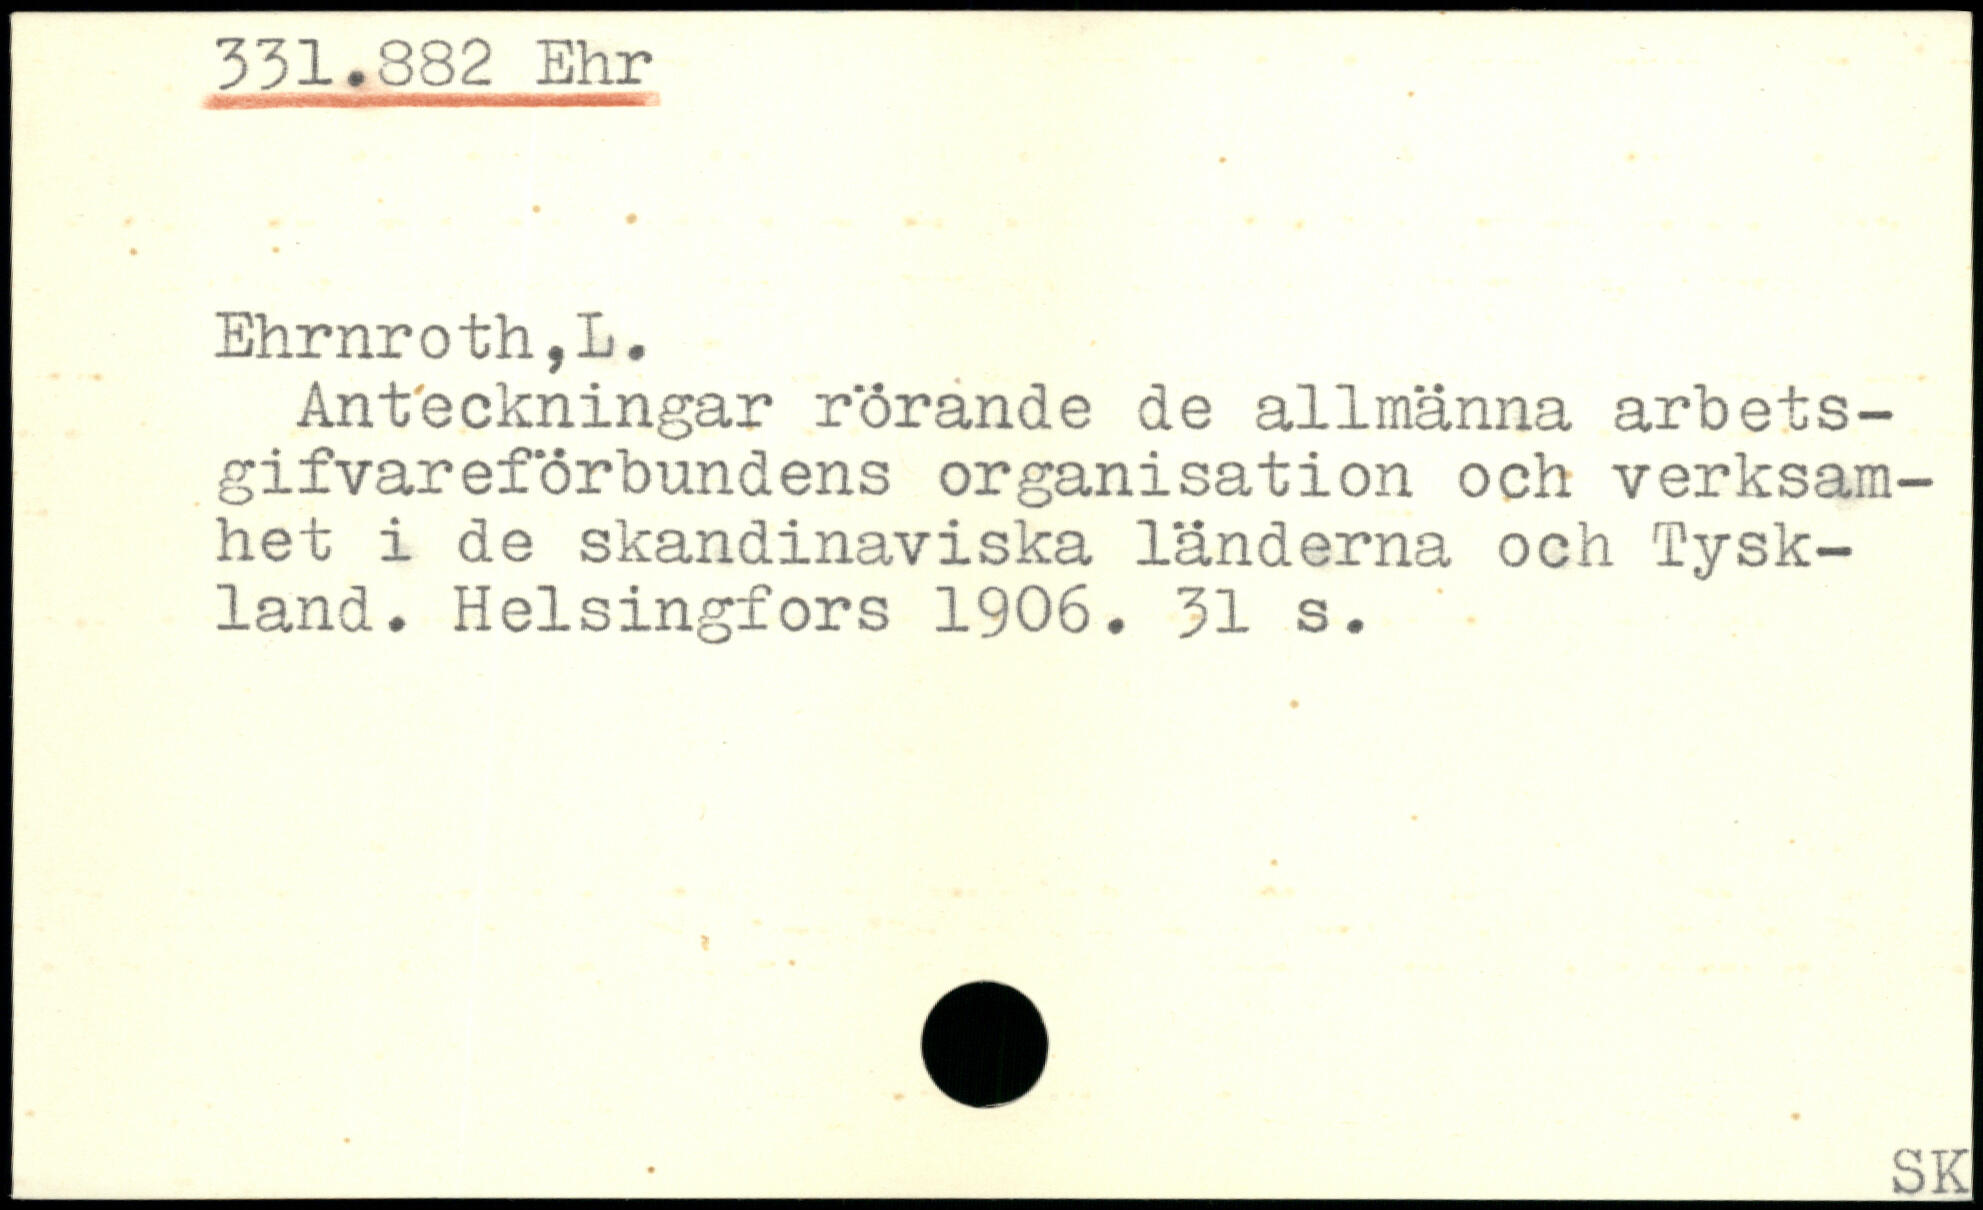 331.882 Ehr
Ehrnroth,L.
Anteckningar rörande de allmänna arbets-
gifvareförbundens organisation och verksam-
het i de skandinaviska länderna och Tysk-
land. Helsingfors 1906. 31 s.
SK